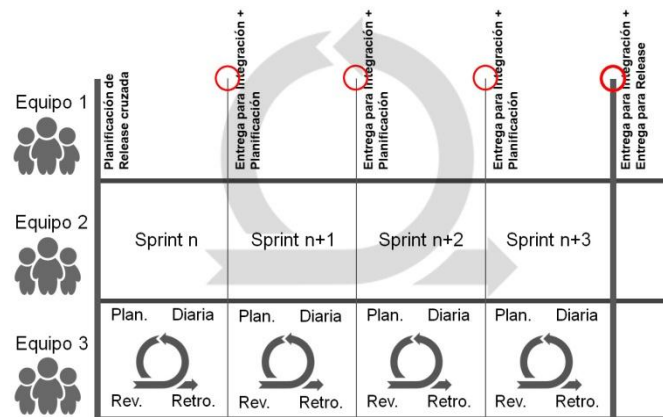 Equipo 1
Planificación de
Release cruzada
Entrega para Integración +
Planificación
Entrega para Integración +
Planificación
Entrega para Integración +
Planificación
Entrega para Integración +
Entrega para Release
Equipo 2
Sprint n
Sprint n+1
Sprint n+2
Sprint n+3
Equipo 3
Plan. Diaria
Rev. Retro.
Plan. Diaria
Rev. Retro.
Plan. Diaria
Rev. Retro.
Plan. Diaria
Rev. Retro.